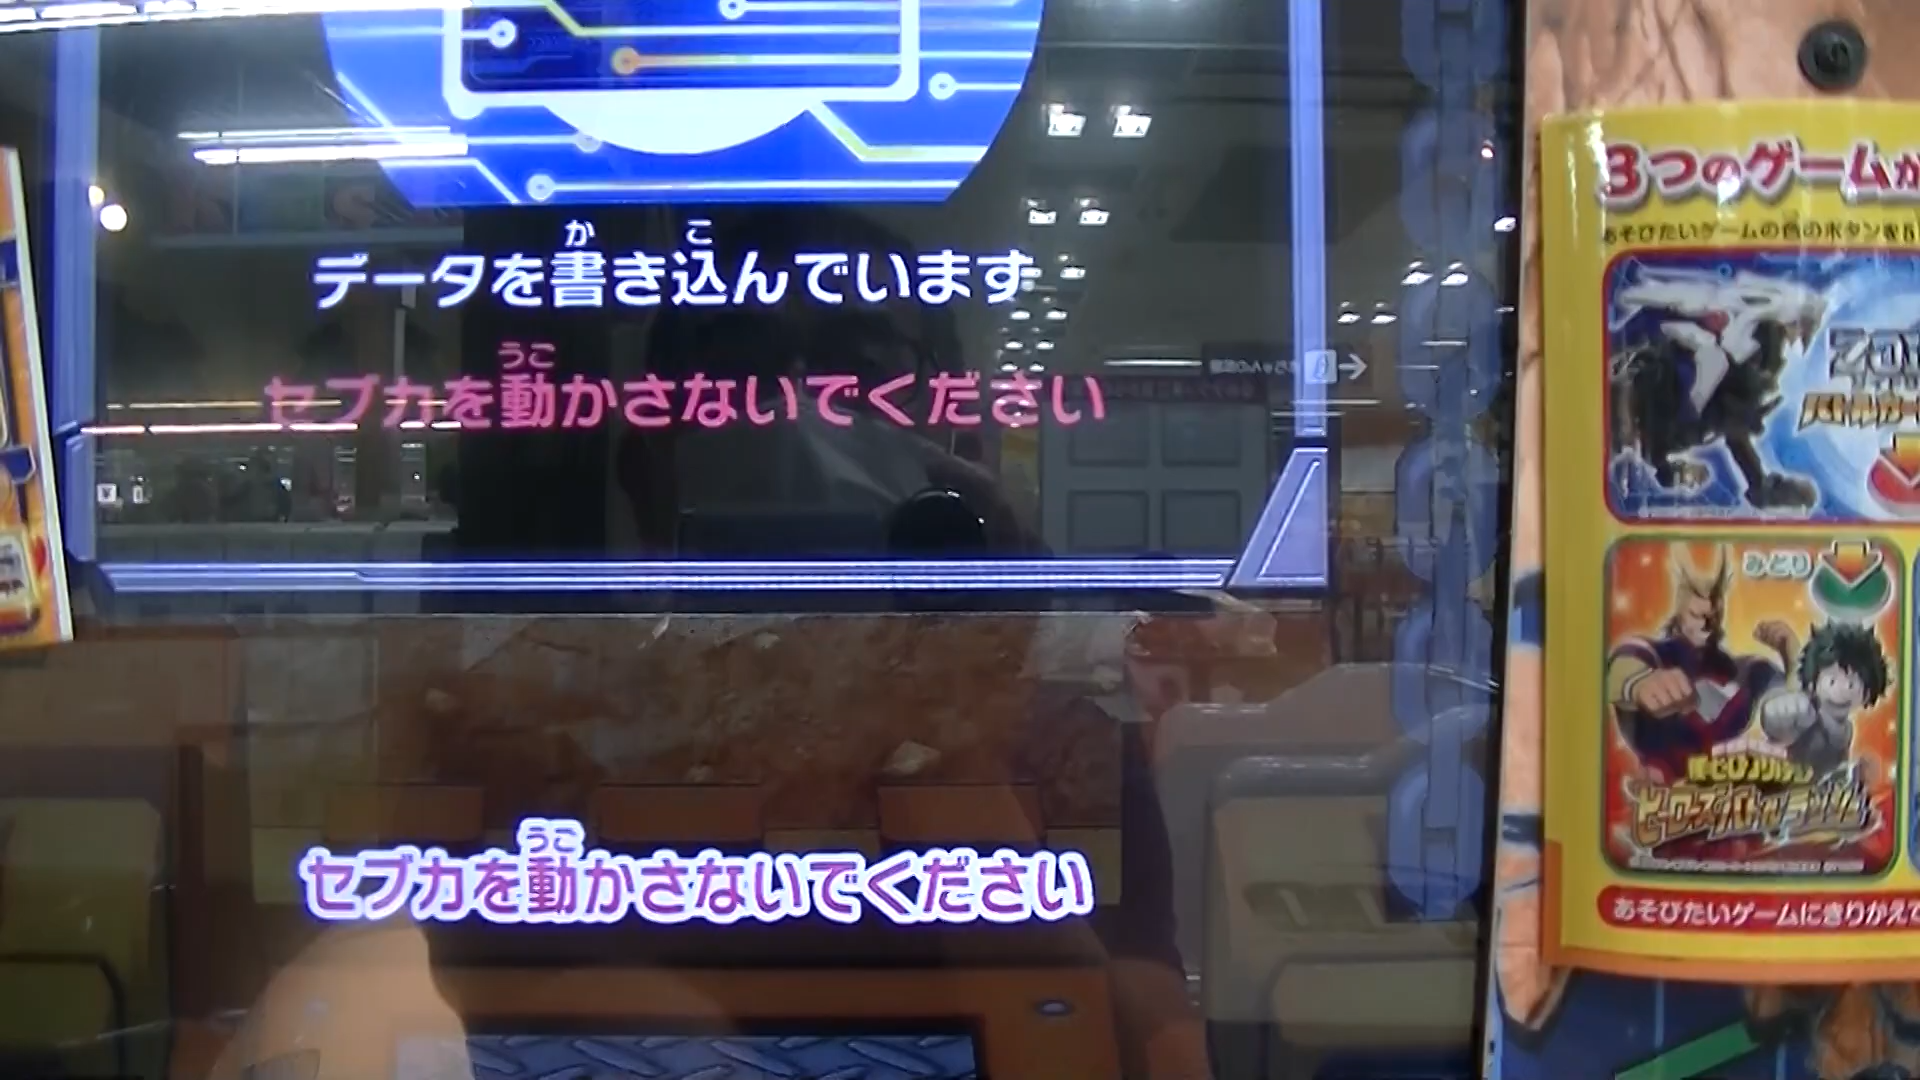 データを書き込んでいます
セブカを動かさないでください
セブカを動かさないでください
3つのゲームが
あそびたいゲームの色のボタンを
みどり
ヒーローズバトルラッシュ
あそびたいゲームにきりかえて